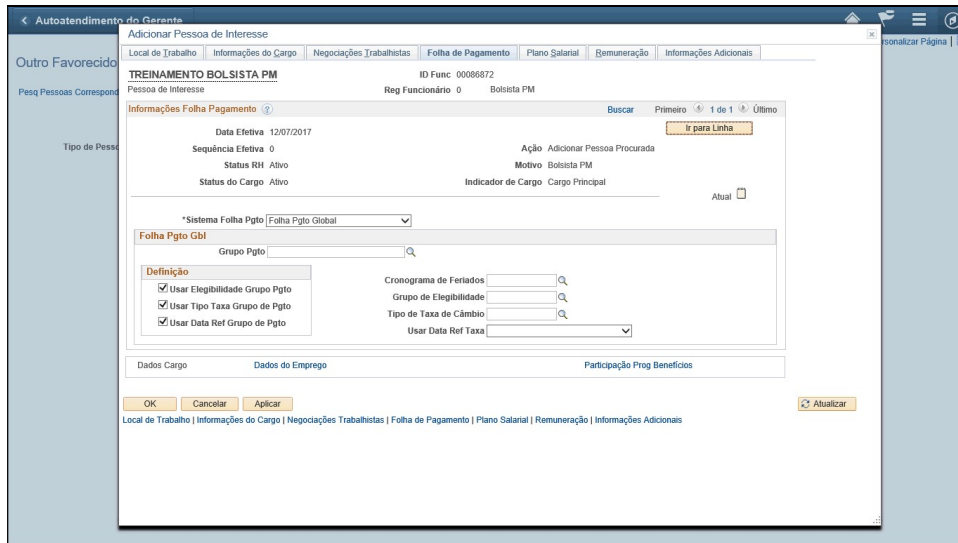 Autoatendimento do Gerente
Adicionar Pessoa de Interesse
Personalizar Página |
Outro Favorecido
Pesq Pessoas Correspond
Tipo de Pesso
Local de Trabalho Informações do Cargo Negociações Trabalhistas Folha de Pagamento Plano Salarial Remuneração Informações Adicionais
TREINAMENTO BOLSISTA PM ID Func 00086872
Pessoa de Interesse Reg Funcionário 0 Bolsista PM
Informações Folha Pagamento ? Buscar Primeiro 1 de 1 Último
Data Efetiva 12/07/2017 Ir para Linha
Sequência Efetiva 0 Ação Adicionar Pessoa Procurada
Status RH Ativo Motivo Bolsista PM
Status do Cargo Ativo Indicador de Cargo Cargo Principal
Atual
*Sistema Folha Pgto Folha Pgto Global
Folha Pgto Gbl
Grupo Pgto
Definição
Usar Elegibilidade Grupo Pgto
Usar Tipo Taxa Grupo de Pgto
Usar Data Ref Grupo de Pgto
Cronograma de Feriados
Grupo de Elegibilidade
Tipo de Taxa de Câmbio
Usar Data Ref Taxa
Dados Cargo Dados do Emprego Participação Prog Benefícios
OK Cancelar Aplicar Atualizar
Local de Trabalho | Informações do Cargo | Negociações Trabalhistas | Folha de Pagamento | Plano Salarial | Remuneração | Informações Adicionais